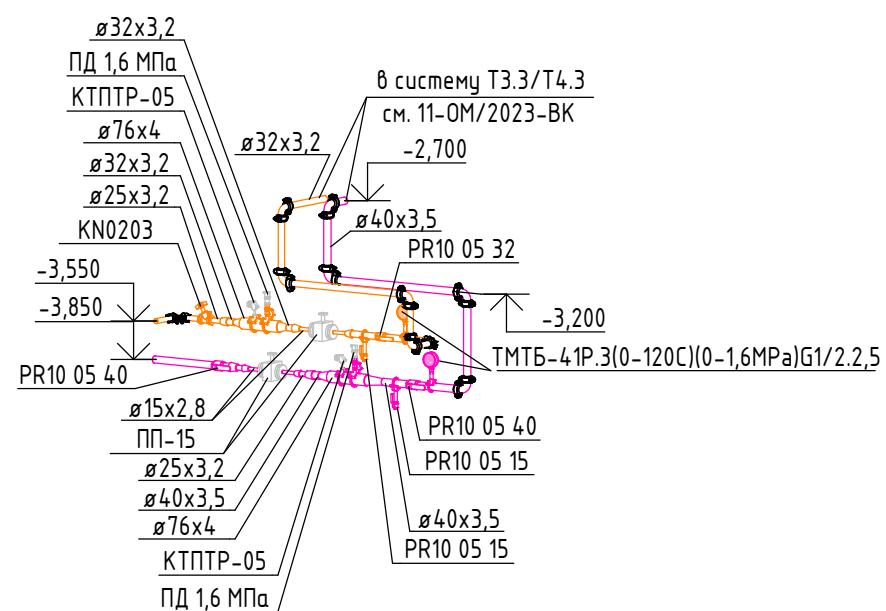 ø32x3,2
ПД 1,6 МПа
КТПТР-05
ø76x4
ø32x3,2
ø25x3,2
KN0203
-3,550
-3,850
PR10 05 40
в систему Т3.3/Т4.3
см. 11-ОМ/2023-ВК
ø32x3,2
-2,700
ø40x3,5
PR10 05 32
-3,200
ТМТБ-41Р.3(0-120С)(0-1,6МРа)G1/2.2,5
ø15x2,8
ПП-15
ø25x3,2
ø40x3,5
ø76x4
КТПТР-05
ПД 1,6 МПа
PR10 05 40
PR10 05 15
ø40x3,5
PR10 05 15